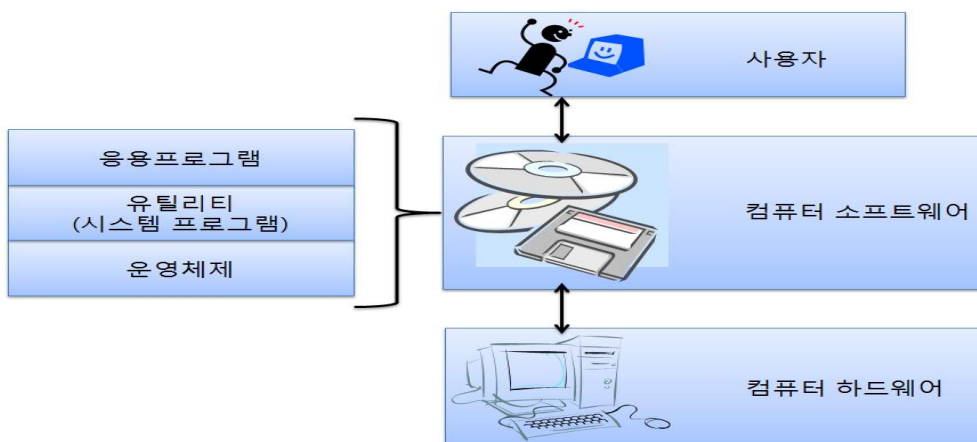 사용자
응용프로그램
유틸리티
(시스템 프로그램)
운영체제
컴퓨터 소프트웨어
컴퓨터 하드웨어